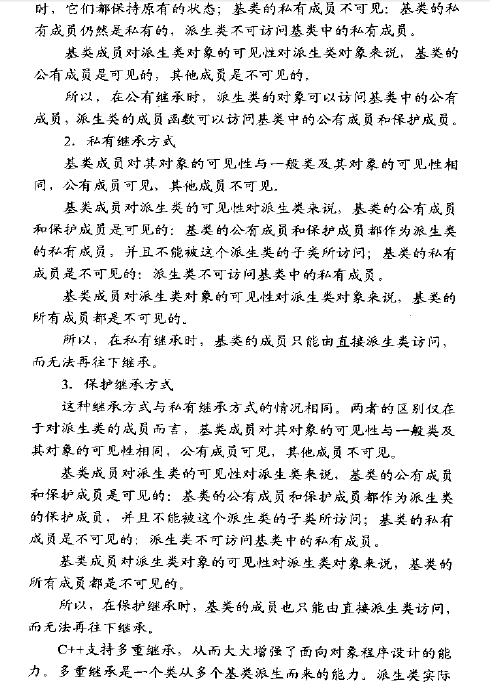 时，它们都保持原有的状态；基类的私有成员不可见：基类的私
有成员仍然是私有的，派生类不可访问基类中的私有成员。
基类成员对派生类对象的可见性对派生类对象来说，基类的
公有成员是可见的，其他成员是不可见的。
所以，在公有继承时，派生类的对象可以访问基类中的公有
成员，派生类的成员函数可以访问基类中的公有成员和保护成员。
2．私有继承方式
基类成员对其对象的可见性与一般类及其对象的可见性相
同，公有成员可见，其他成员不可见．
基类成员对派生类的可见性对派生类来说，基类的公有成员
和保护成员是可见的：基类的公有成员和保护成员都作为派生类
的私有成员，并且不能被这个派生类的子类所访问；基类的私有
成员是不可见的：派生类不可访问基类中的私有成员。
基类成员对派生类对象的可见性对派生类对象来说，基类的
所有成员都是不可见的。
所以，在私有继承时，基类的成员只能由直接派生类访问，
而无法再往下继承。
3．保护继承方式
这种继承方式与私有继承方式的情况相同。两者的区别仅在
于对派生类的成员而言，基类成员对其对象的可见性与一般类及
其对象的可见性相同，公有成员可见，其他成员不可见。
基类成员对派生类的可见性对派生类来说，基类的公有成员
和保护成员是可见的：基类的公有成员和保护成员都作为派生类
的保护成员，并且不能被这个派生类的子类所访问；基类的私有
成员是不可见的：派生类不可访问基类中的私有成员。
基类成员对派生类对象的可见性对派生类对象来说，基类的
所有成员都是不可见的。
所以，在保护继承时，基类的成员也只能由直接派生类访问，
而无法再往下继承。
C++支持多重继承，从而大大增强了面向对象程序设计的能
力。多重继承是一个类从多个基类派生而来的能力。派生类实际